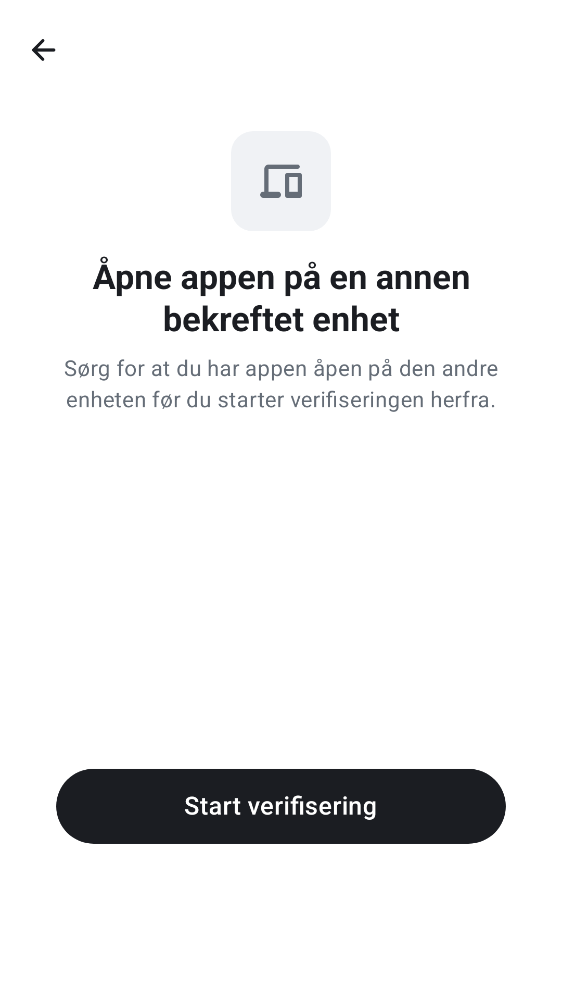 Åpne appen på en annen
bekreftet enhet
Sørg for at du har appen åpen på den andre
enheten før du starter verifiseringen herfra.
Start verifisering